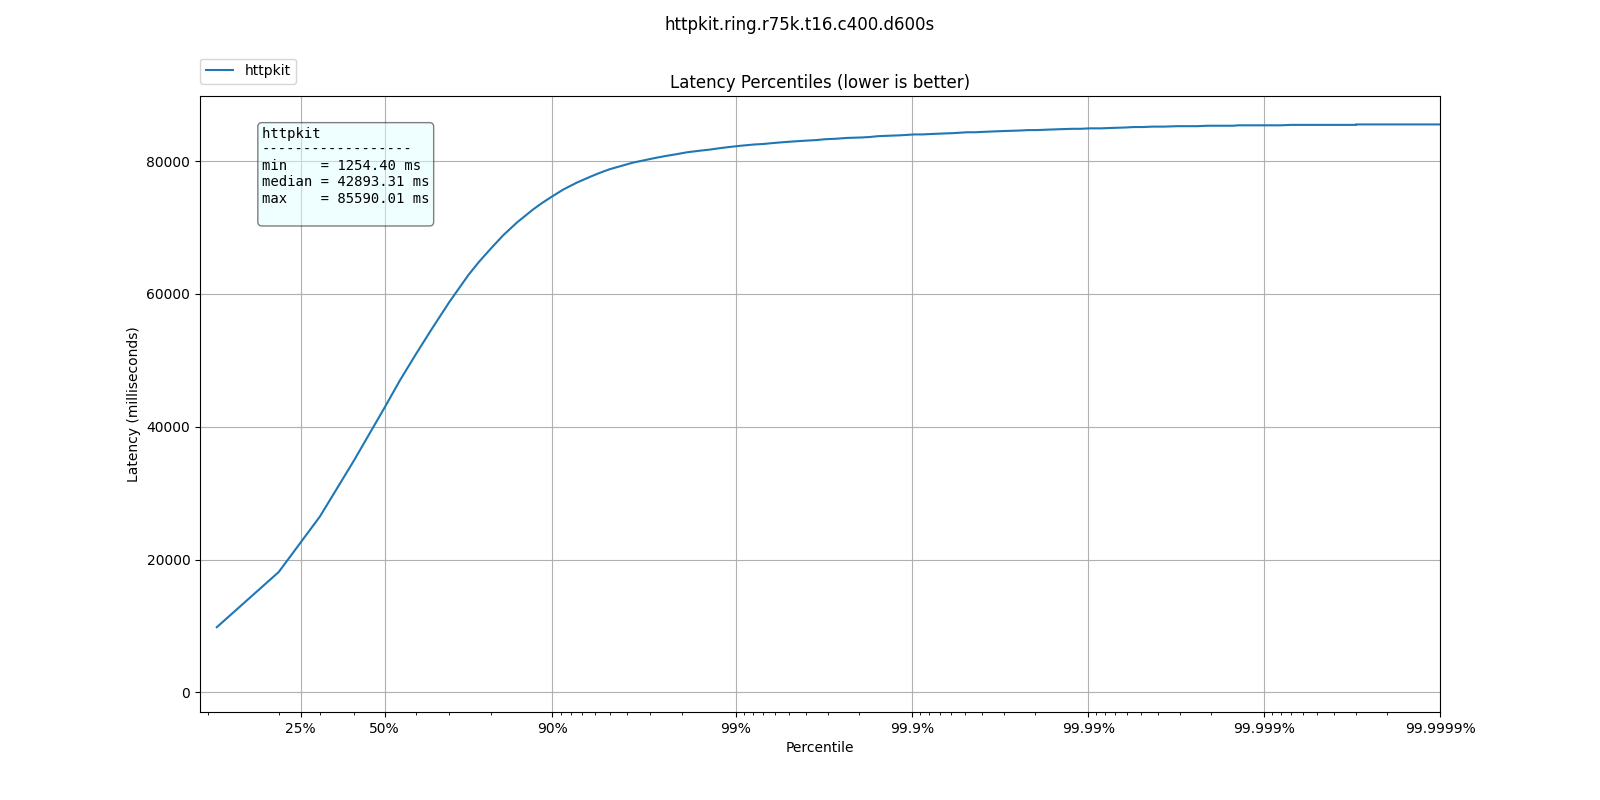 httpkit.ring.r75k.t16.c400.d600s
httpkit
Latency Percentiles (lower is better)
httpkit
------------------
min    = 1254.40 ms
median = 42893.31 ms
max    = 85590.01 ms
80000
60000
40000
20000
0
Latency (milliseconds)
25% 50% 90% 99% 99.9% 99.99% 99.999% 99.9999%
Percentile